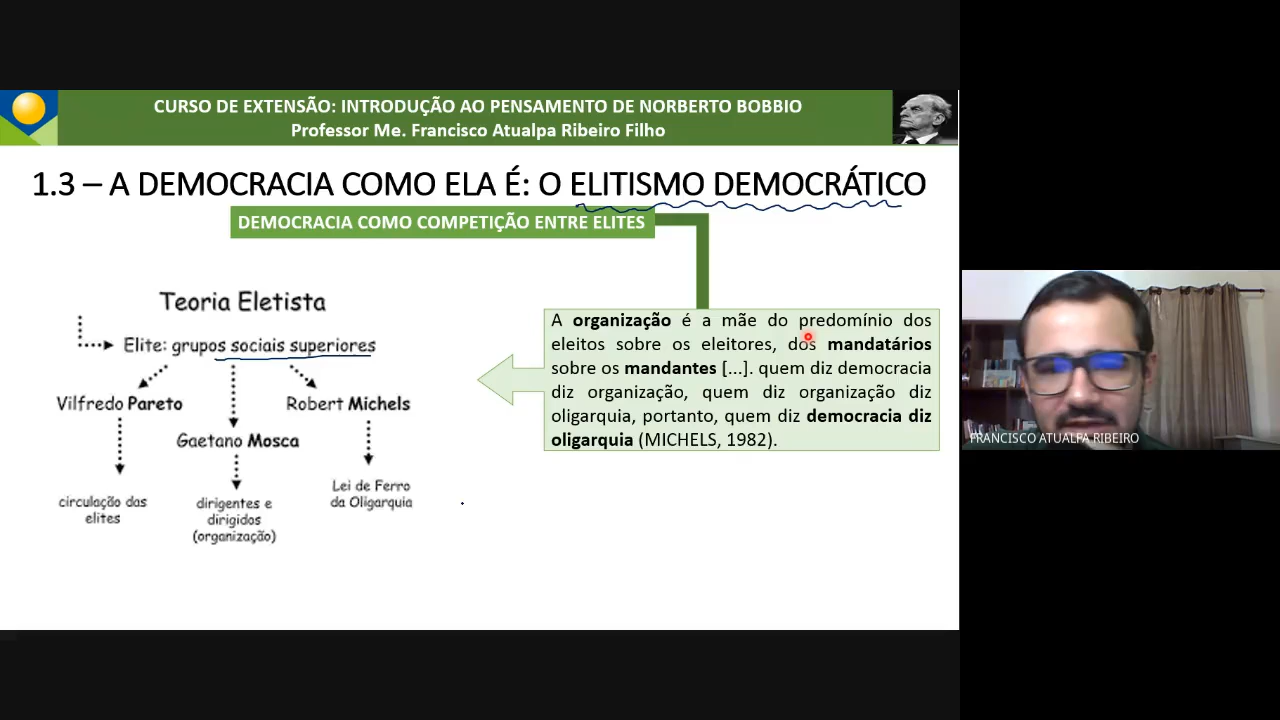 CURSO DE EXTENSÃO: INTRODUÇÃO AO PENSAMENTO DE NORBERTO BOBBIO
Professor Me. Francisco Atualpa Ribeiro Filho
1.3 – A DEMOCRACIA COMO ELA É: O ELITISMO DEMOCRÁTICO
DEMOCRACIA COMO COMPETIÇÃO ENTRE ELITES
Teoria Eletista
Elite: grupos sociais superiores
Vilfredo Pareto
Robert Michels
Gaetano Mosca
circulação das
elites
dirigentes e
dirigidos
(organização)
Lei de Ferro
da Oligarquia
A organização é a mãe do predomínio dos
eleitos sobre os eleitores, dos mandatários
sobre os mandantes [...]. quem diz democracia
diz organização, quem diz organização diz
oligarquia, portanto, quem diz democracia diz
oligarquia (MICHELS, 1982).
FRANCISCO ATUALPA RIBEIRO